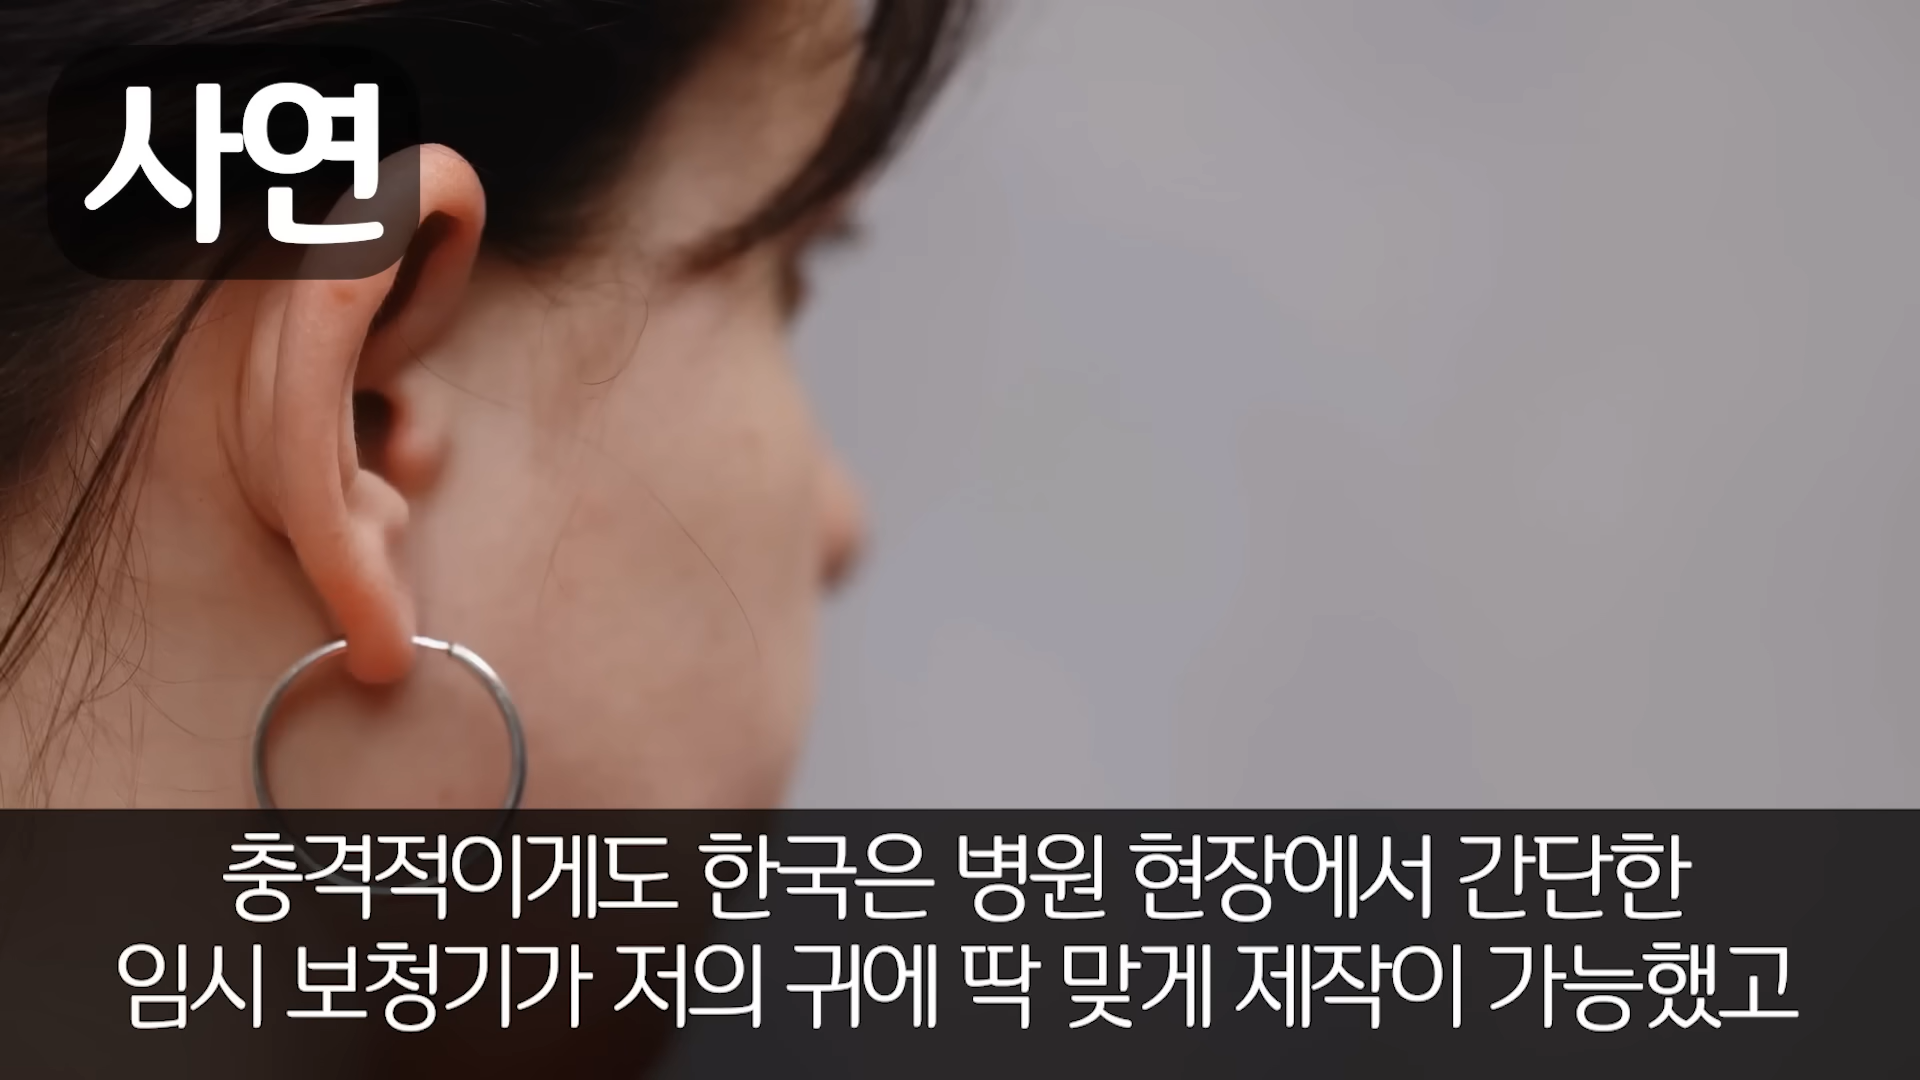 사연
충격적이게도 한국은 병원 현장에서 간단한
임시 보청기가 저의 귀에 딱 맞게 제작이 가능했고